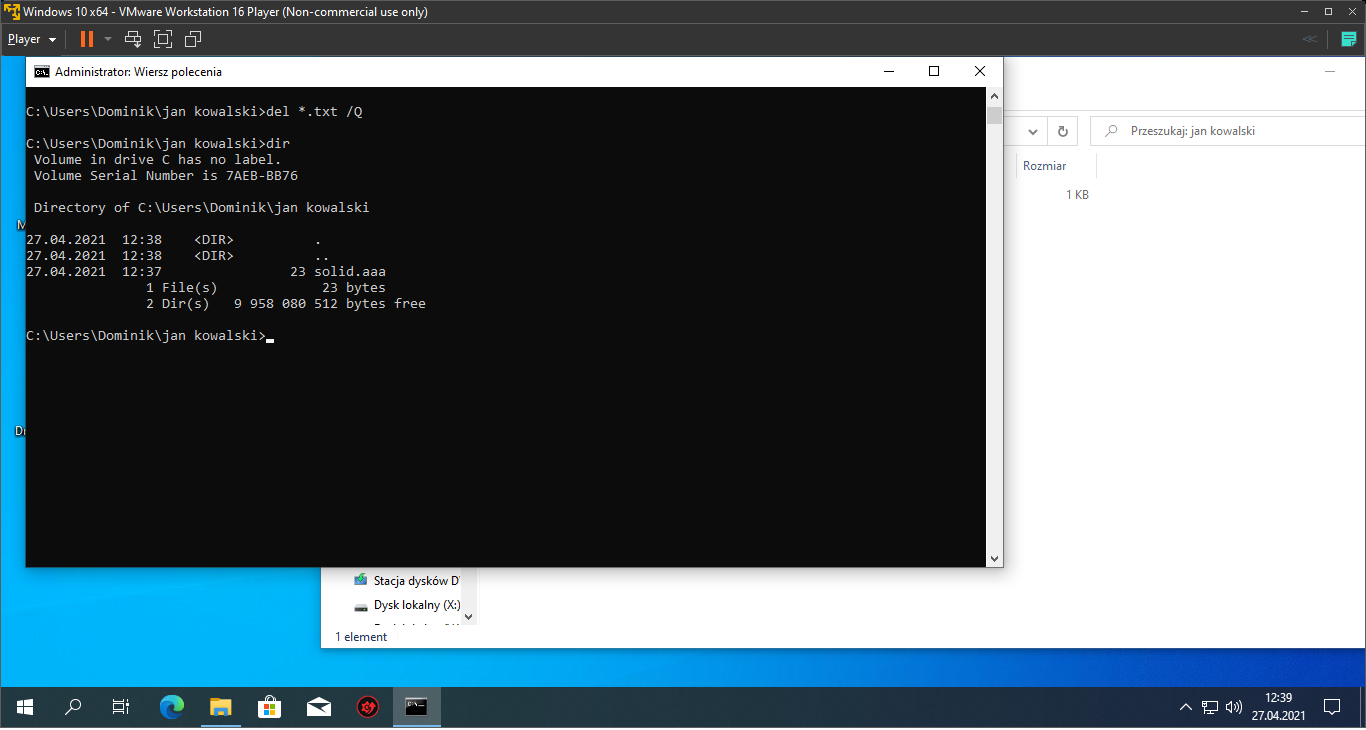 Windows 10 x64 - VMware Workstation 16 Player (Non-commercial use only)
Player
Administrator: Wiersz polecenia
C:\Users\Dominik\jan kowalski>del *.txt /Q
C:\Users\Dominik\jan kowalski>dir
Volume in drive C has no label.
Volume Serial Number is 7AEB-BB76
Directory of C:\Users\Dominik\jan kowalski
27.04.2021  12:38    <DIR>          .
27.04.2021  12:38    <DIR>          ..
27.04.2021  12:37                23 solid.aaa
1 File(s)             23 bytes
2 Dir(s)   9 958 080 512 bytes free
C:\Users\Dominik\jan kowalski>
Przeszukaj: jan kowalski
Rozmiar
1 KB
M
Dr
Stacja dysków D
Dysk lokalny (X:)
1 element
12:39
27.04.2021